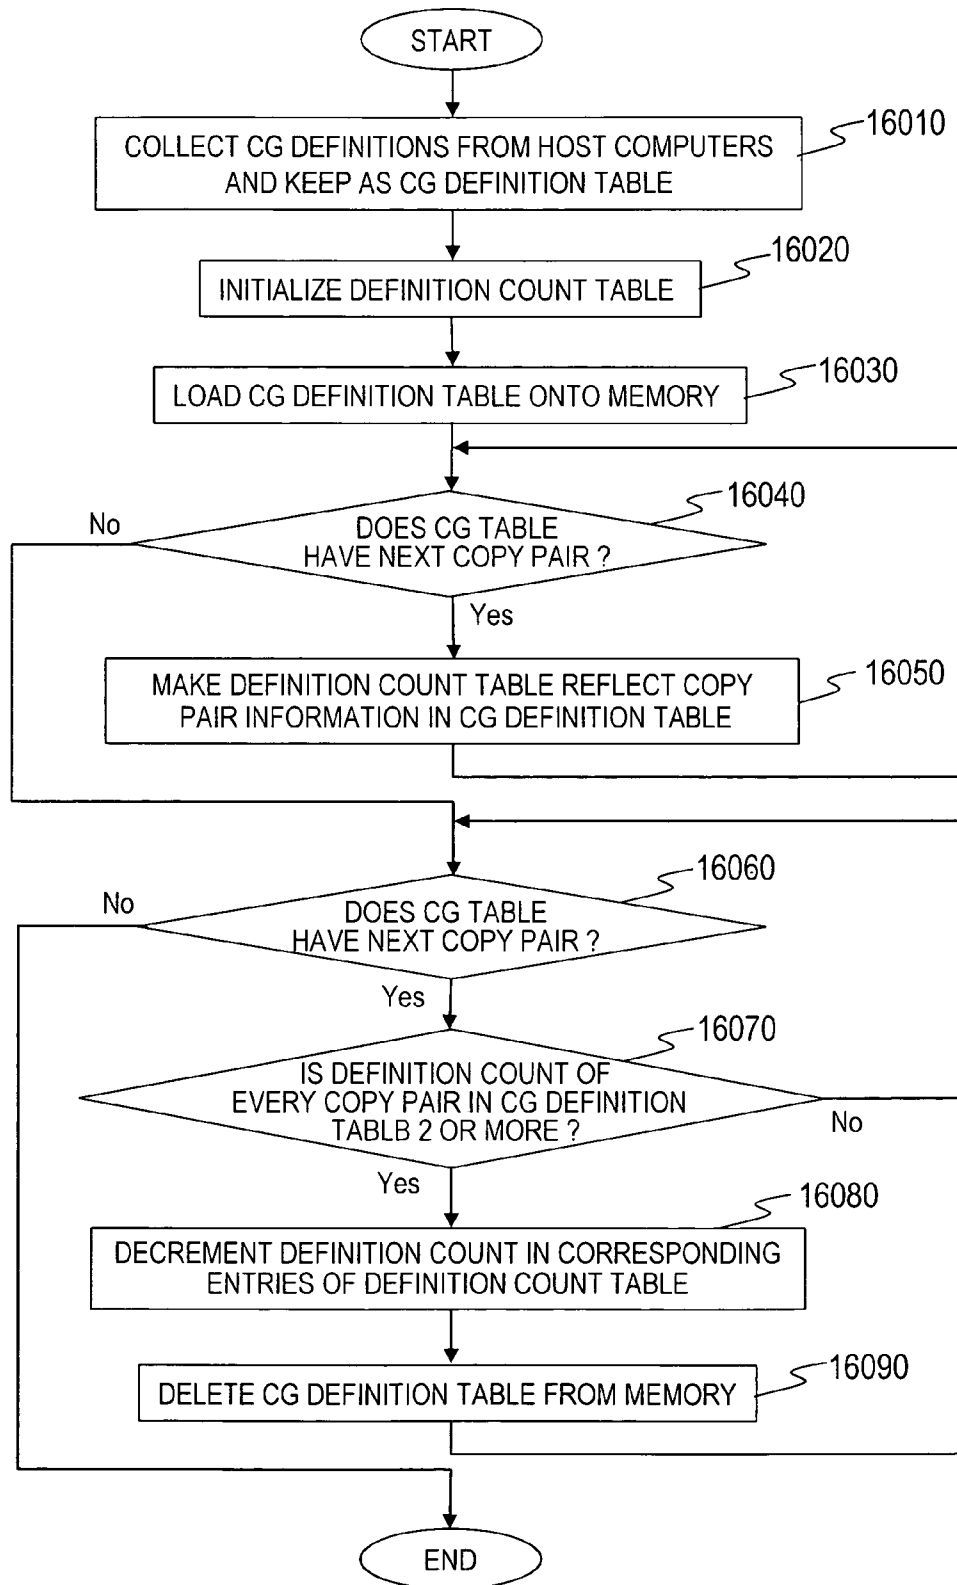 START
16010
COLLECT CG DEFINITIONS FROM HOST COMPUTERS
AND KEEP AS CG DEFINITION TABLE
16020
INITIALIZE DEFINITION COUNT TABLE
16030
LOAD CG DEFINITION TABLE ONTO MEMORY
16040
No
DOES CG TABLE
HAVE NEXT COPY PAIR ?
Yes
16050
MAKE DEFINITION COUNT TABLE REFLECT COPY
PAIR INFORMATION IN CG DEFINITION TABLE
16060
No
DOES CG TABLE
HAVE NEXT COPY PAIR ?
Yes
16070
IS DEFINITION COUNT OF
EVERY COPY PAIR IN CG DEFINITION
TABLB 2 OR MORE ?
No
Yes
16080
DECREMENT DEFINITION COUNT IN CORRESPONDING
ENTRIES OF DEFINITION COUNT TABLE
16090
DELETE CG DEFINITION TABLE FROM MEMORY
END